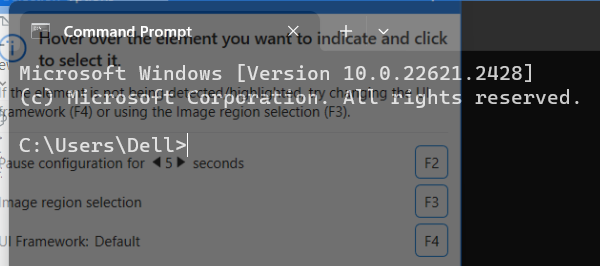 Command Prompt
Hover over the element you want to indicate and click
to select it.
Microsoft Windows [Version 10.0.22621.2428]
If the element is not being detected/highlighted, try changing the UI
(c) Microsoft Corporation. All rights reserved.
Framework (F4) or using the Image region selection (F3).
C:\Users\Dell>
Pause configuration for 5 seconds F2
Image region selection F3
UI Framework: Default F4